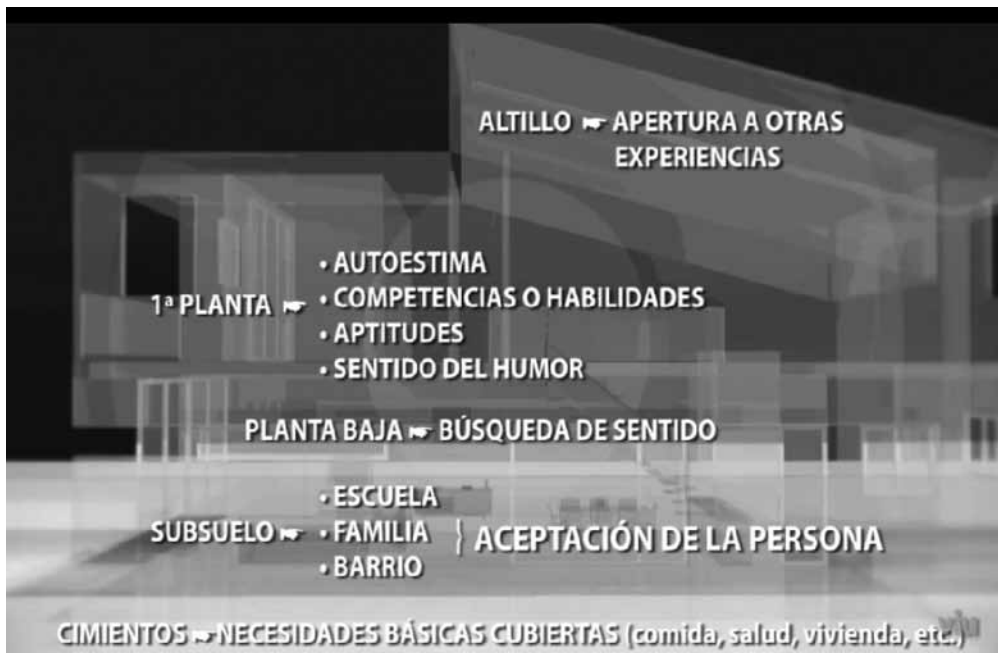 ALTILLO ☛ APERTURA A OTRAS
EXPERIENCIAS
• AUTOESTIMA
1ª PLANTA ☛ • COMPETENCIAS O HABILIDADES
• APTITUDES
• SENTIDO DEL HUMOR
PLANTA BAJA ☛ BÚSQUEDA DE SENTIDO
• ESCUELA
SUBSUELO ☛ • FAMILIA } ACEPTACIÓN DE LA PERSONA
• BARRIO
CIMIENTOS ☛ NECESIDADES BÁSICAS CUBIERTAS (comida, salud, vivienda, etc.)
viu